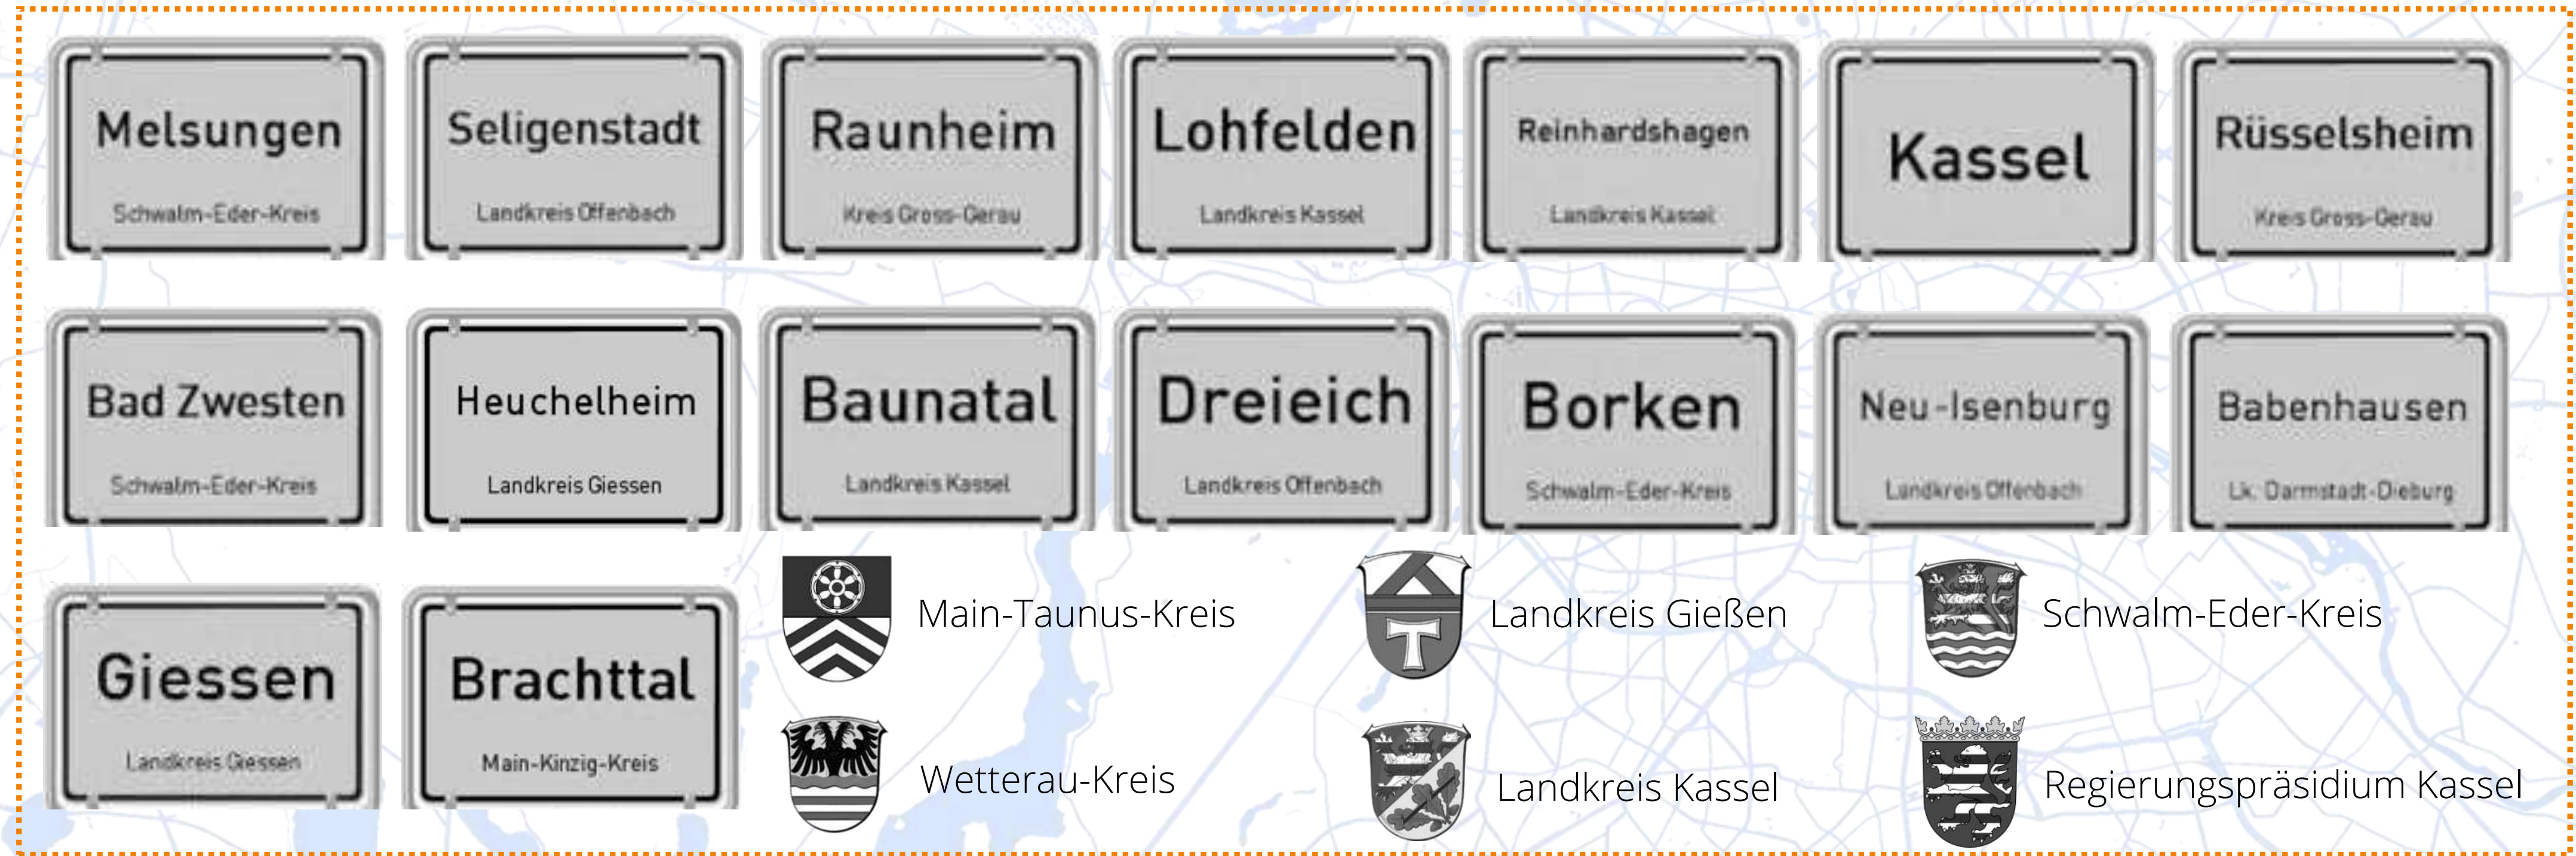 Melsungen
Schwalm-Eder-Kreis
Seligenstadt
Landkreis Offenbach
Raunheim
Kreis Gross-Gerau
Lohfelden
Landkreis Kassel
Reinhardshagen
Landkreis Kassel
Kassel
Rüsselsheim
Kreis Gross-Gerau
Bad Zwesten
Schwalm-Eder-Kreis
Heuchelheim
Landkreis Giessen
Baunatal
Landkreis Kassel
Dreieich
Landkreis Offenbach
Borken
Schwalm-Eder-Kreis
Neu-Isenburg
Landkreis Offenbach
Babenhausen
Lk. Darmstadt-Dieburg
Giessen
Landkreis Giessen
Brachttal
Main-Kinzig-Kreis
Main-Taunus-Kreis
Landkreis Gießen
Schwalm-Eder-Kreis
Wetterau-Kreis
Landkreis Kassel
Regierungspräsidium Kassel